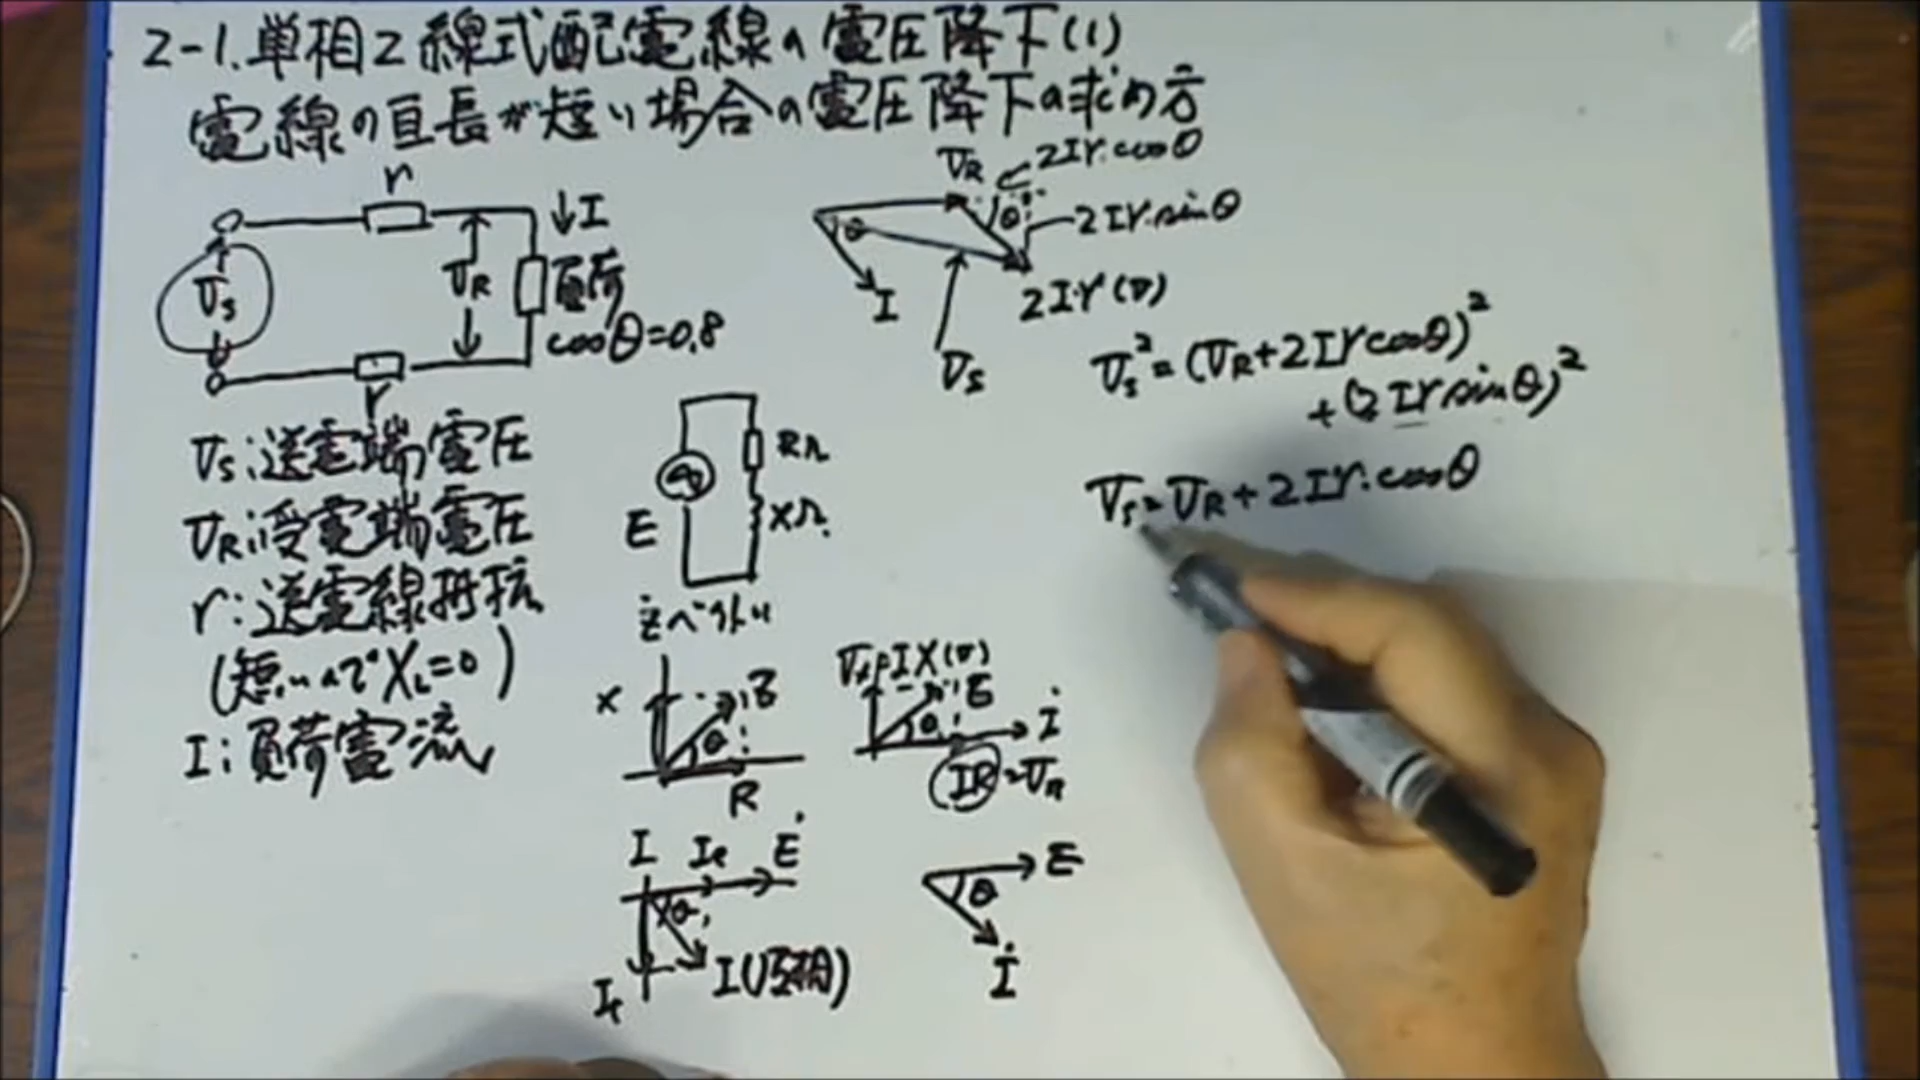 2-1.単相2線式配電線の電圧降下(1)
電線の亘長が短い場合の電圧降下の求め方
r
↓I
VS
VR
負荷
cosθ=0.8
r
VS:送電端電圧
VR:受電端電圧
r:送電線抵抗
(短いのでXL=0)
I:負荷電流
VR
2Ir・cosθ
θ
2Ir・sinθ
θ
I
2I・r(V)
VS
VS²=(VR+2Ircosθ)²
+(2Irsinθ)²
VS=VR+2Ir・cosθ
RΩ
XΩ
E
Żベクトル
X
Ż
θ
R
IX(V)
Ė
θ
İ
IR=VR
I
Ė
θ
I(遅相)
E
θ
İ